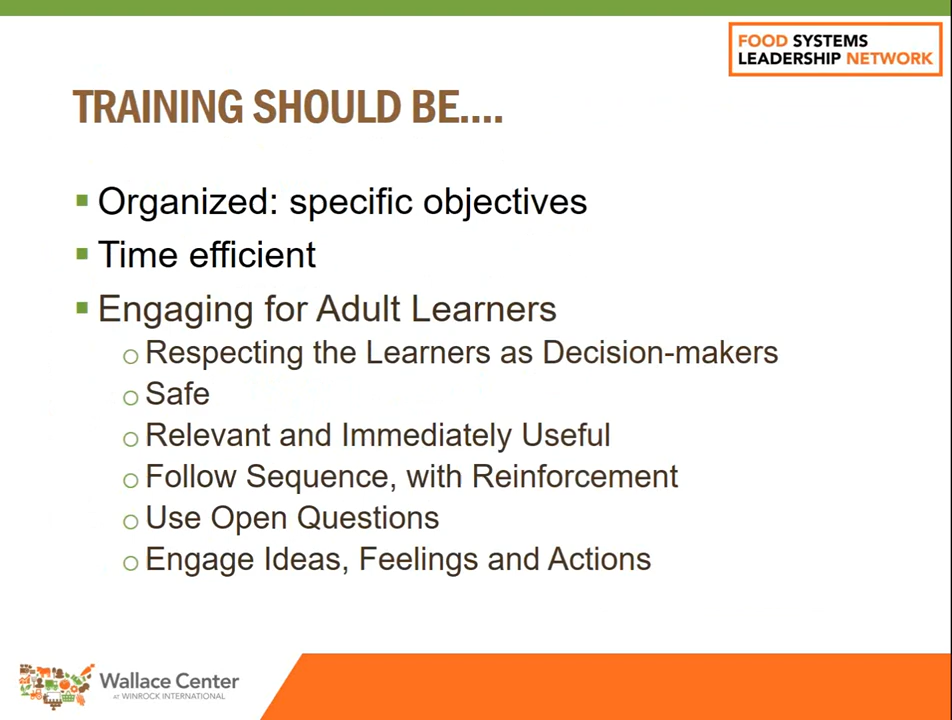 FOOD SYSTEMS
LEADERSHIP NETWORK
TRAINING SHOULD BE....
Organized: specific objectives
Time efficient
Engaging for Adult Learners
Respecting the Learners as Decision-makers
Safe
Relevant and Immediately Useful
Follow Sequence, with Reinforcement
Use Open Questions
Engage Ideas, Feelings and Actions
Wallace Center
AT WINROCK INTERNATIONAL